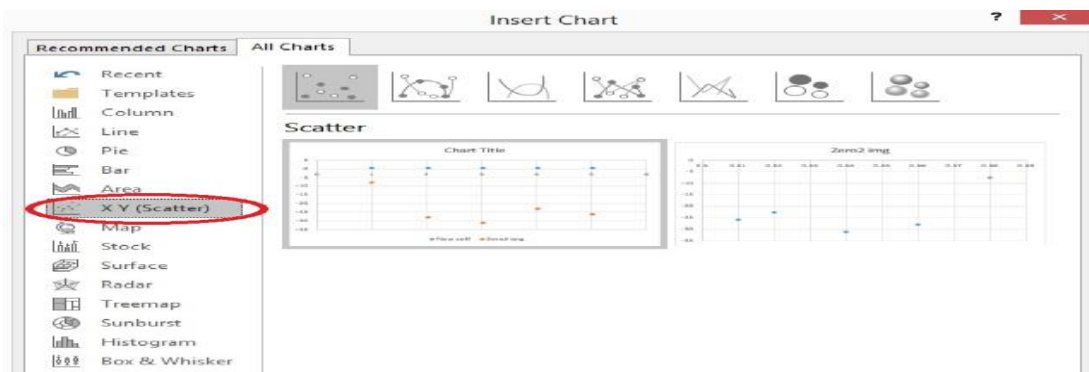 Insert Chart ?
Recommended Charts All Charts
Recent
Templates
Column
Line
Pie
Bar
Area
X Y (Scatter)
Map
Stock
Surface
Radar
Treemap
Sunburst
Histogram
Box & Whisker
Scatter
Chart Title
Zero2 img